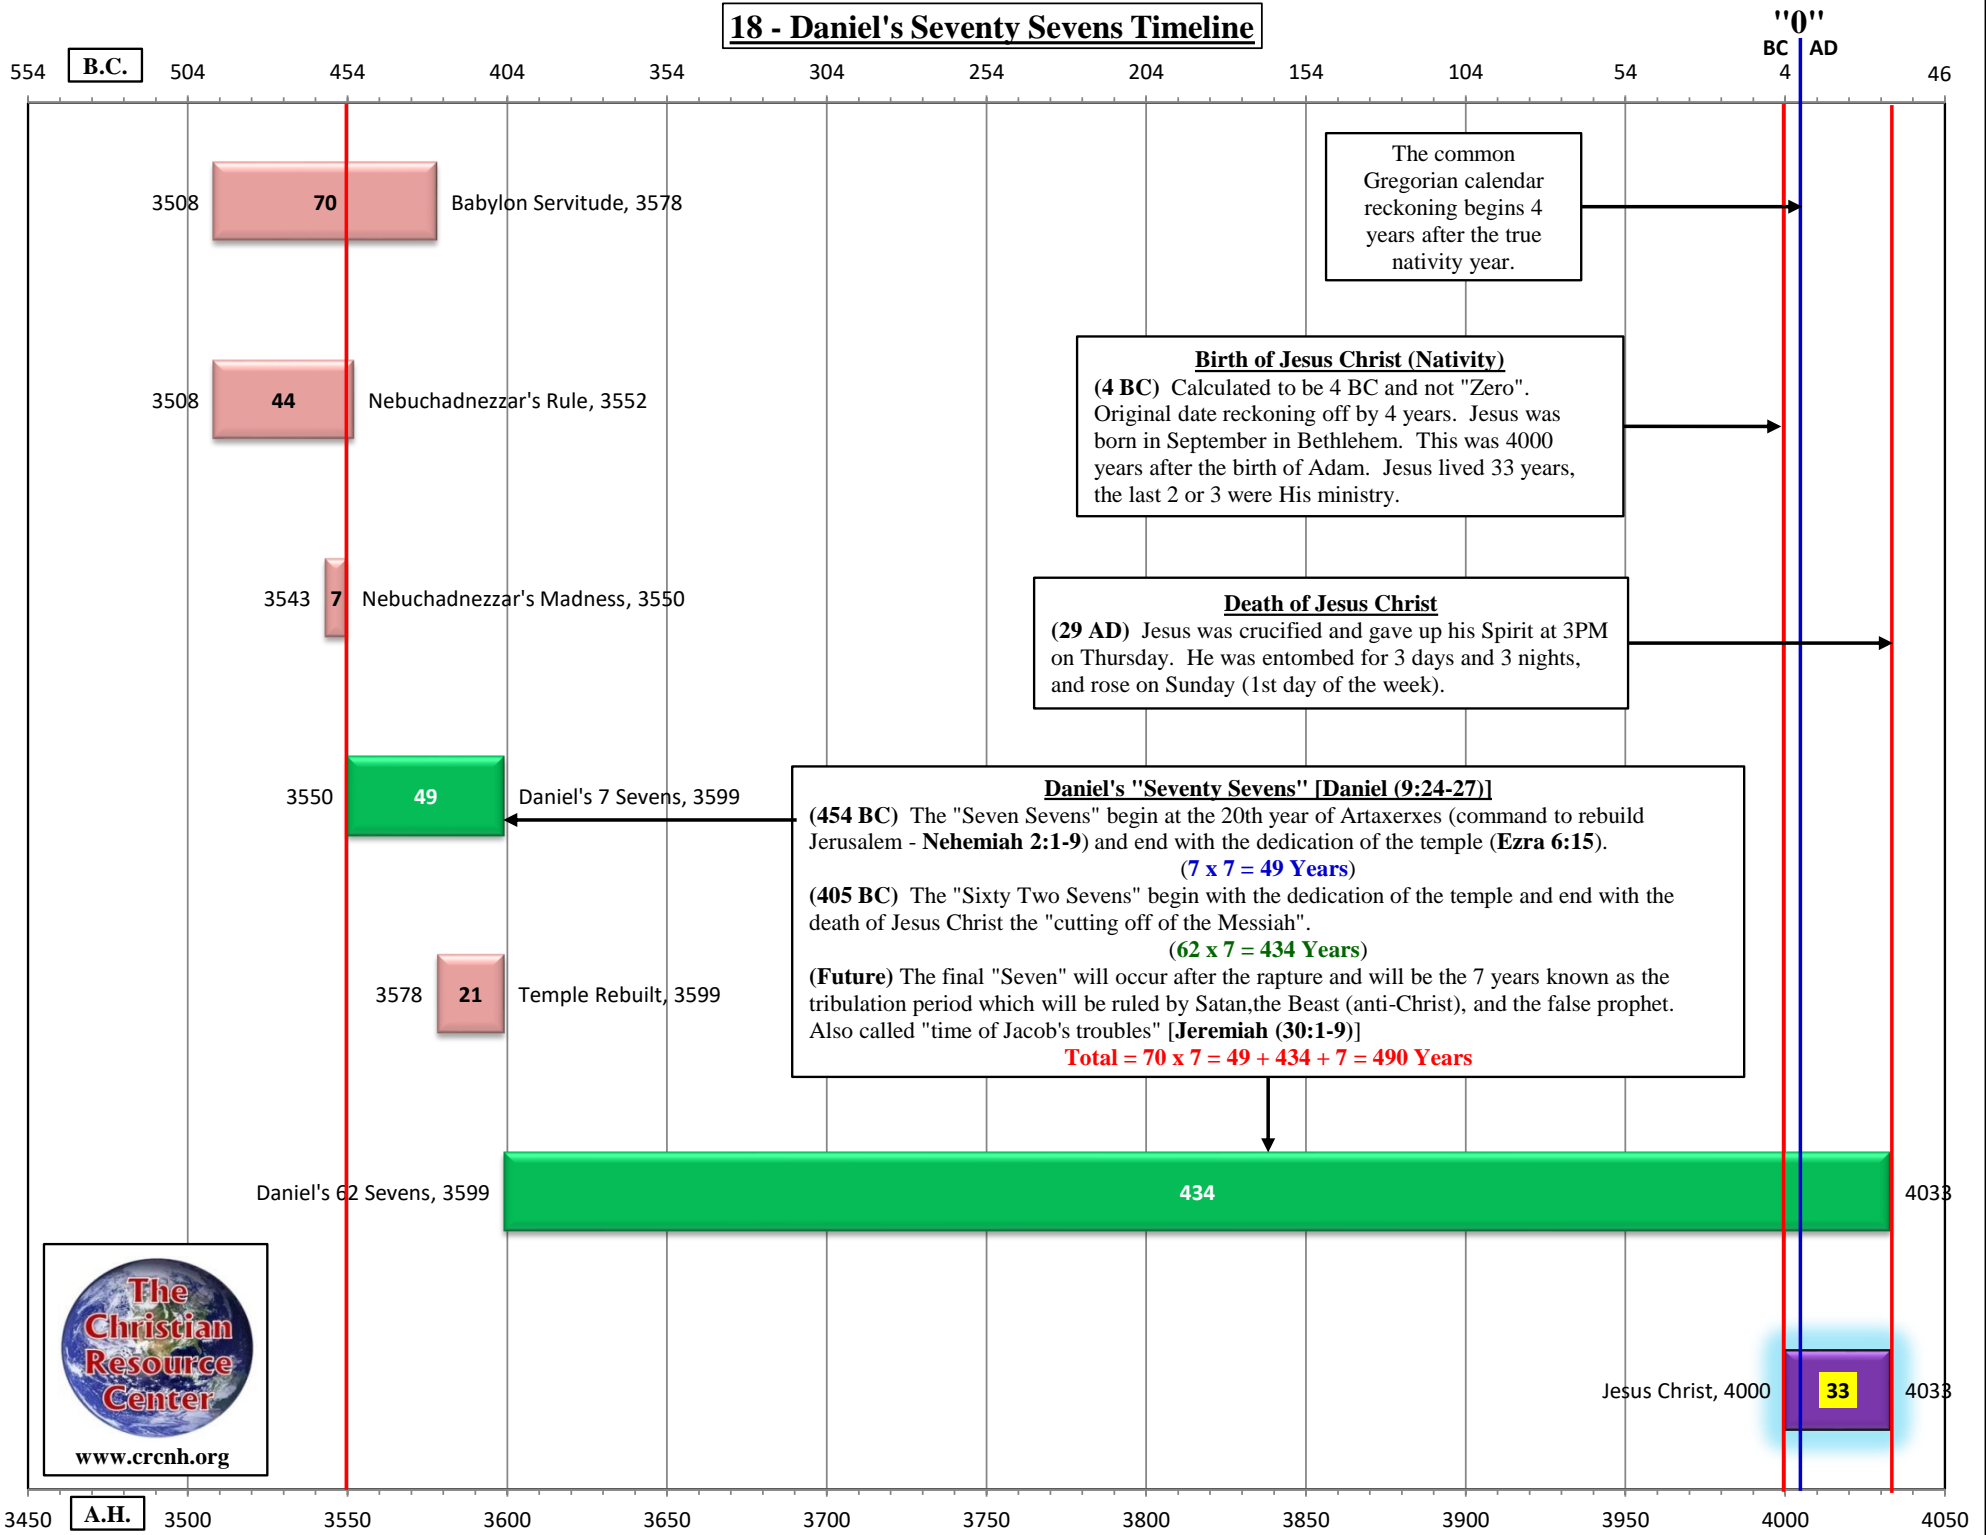 18 - Daniel's Seventy Sevens Timeline
"0"
BC AD
B.C.
554 504 454 404 354 304 254 204 154 104 54 4 46
The common
Gregorian calendar
reckoning begins 4
years after the true
nativity year.
3508 70 Babylon Servitude, 3578
Birth of Jesus Christ (Nativity)
(4 BC) Calculated to be 4 BC and not "Zero".
Original date reckoning off by 4 years. Jesus was
born in September in Bethlehem. This was 4000
years after the birth of Adam. Jesus lived 33 years,
the last 2 or 3 were His ministry.
3508 44 Nebuchadnezzar's Rule, 3552
3543 7 Nebuchadnezzar's Madness, 3550
Death of Jesus Christ
(29 AD) Jesus was crucified and gave up his Spirit at 3PM
on Thursday. He was entombed for 3 days and 3 nights,
and rose on Sunday (1st day of the week).
3550 49 Daniel's 7 Sevens, 3599
Daniel's "Seventy Sevens" [Daniel (9:24-27)]
(454 BC) The "Seven Sevens" begin at the 20th year of Artaxerxes (command to rebuild
Jerusalem - Nehemiah 2:1-9) and end with the dedication of the temple (Ezra 6:15).
(7 x 7 = 49 Years)
(405 BC) The "Sixty Two Sevens" begin with the dedication of the temple and end with the
death of Jesus Christ the "cutting off of the Messiah".
(62 x 7 = 434 Years)
(Future) The final "Seven" will occur after the rapture and will be the 7 years known as the
tribulation period which will be ruled by Satan,the Beast (anti-Christ), and the false prophet.
Also called "time of Jacob's troubles" [Jeremiah (30:1-9)]
Total = 70 x 7 = 49 + 434 + 7 = 490 Years
3578 21 Temple Rebuilt, 3599
Daniel's 62 Sevens, 3599 434 4033
The
Christian
Resource
Center
www.crcnh.org
Jesus Christ, 4000 33 4033
A.H.
3450 3500 3550 3600 3650 3700 3750 3800 3850 3900 3950 4000 4050